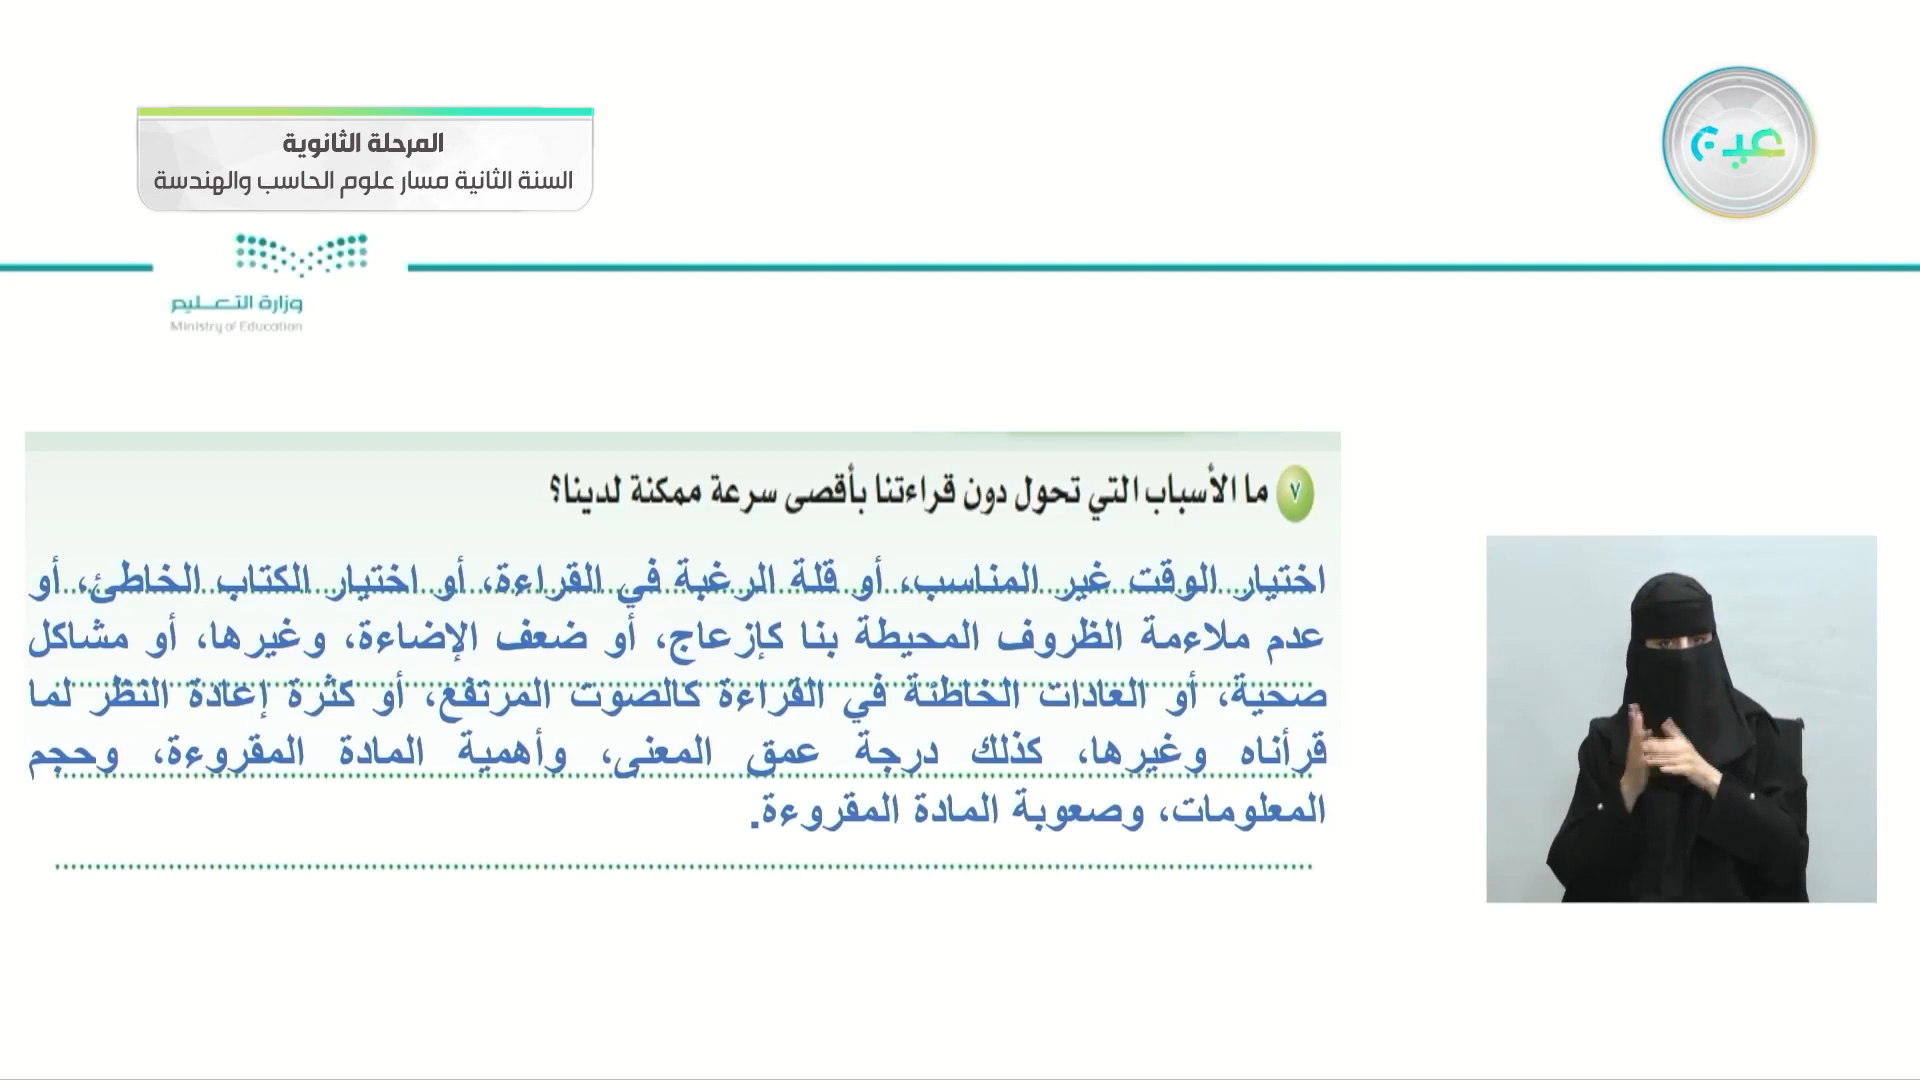 المرحلة الثانوية
السنة الثانية مسار علوم الحاسب والهندسة
عين
وزارة التعـــليم
Ministry of Education
٧ ما الأسباب التي تحول دون قراءتنا بأقصى سرعة ممكنة لدينا؟
اختيار الوقت غير المناسب، أو قلة الرغبة في القراءة، أو اختيار الكتاب الخاطئ، أو
عدم ملاءمة الظروف المحيطة بنا كإزعاج، أو ضعف الإضاءة، وغيرها، أو مشاكل
صحية، أو العادات الخاطئة في القراءة كالصوت المرتفع، أو كثرة إعادة النظر لما
قرأناه وغيرها، كذلك درجة عمق المعنى، وأهمية المادة المقروءة، وحجم
المعلومات، وصعوبة المادة المقروءة.